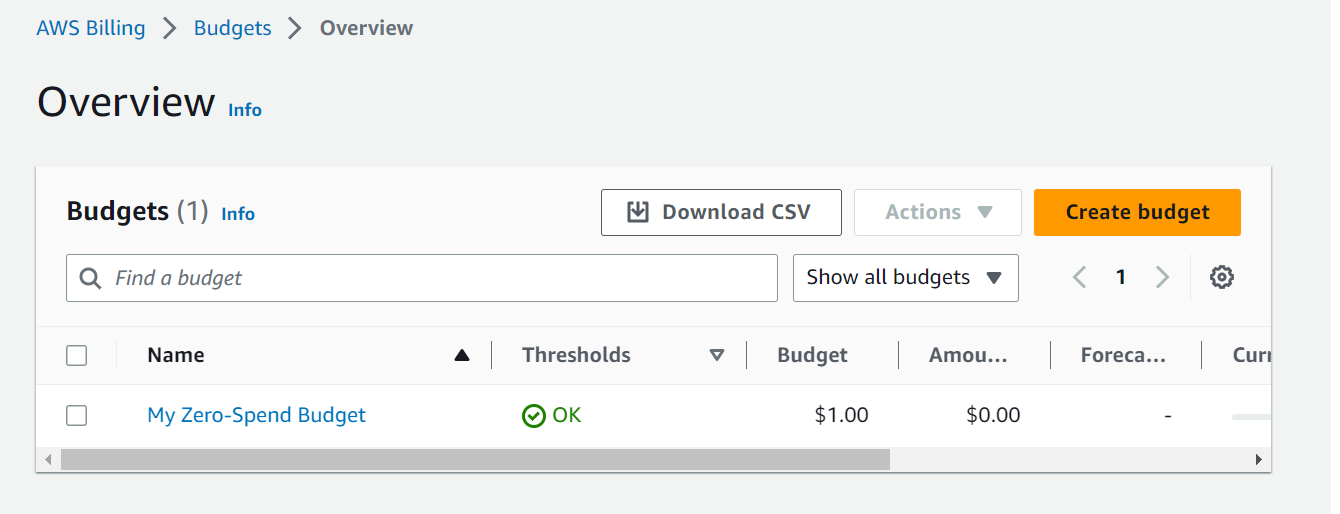 AWS Billing > Budgets > Overview
Overview Info
Budgets (1) Info Download CSV Actions Create budget
Find a budget Show all budgets 1
Name Thresholds Budget Amou... Foreca... Curr
My Zero-Spend Budget OK $1.00 $0.00 -